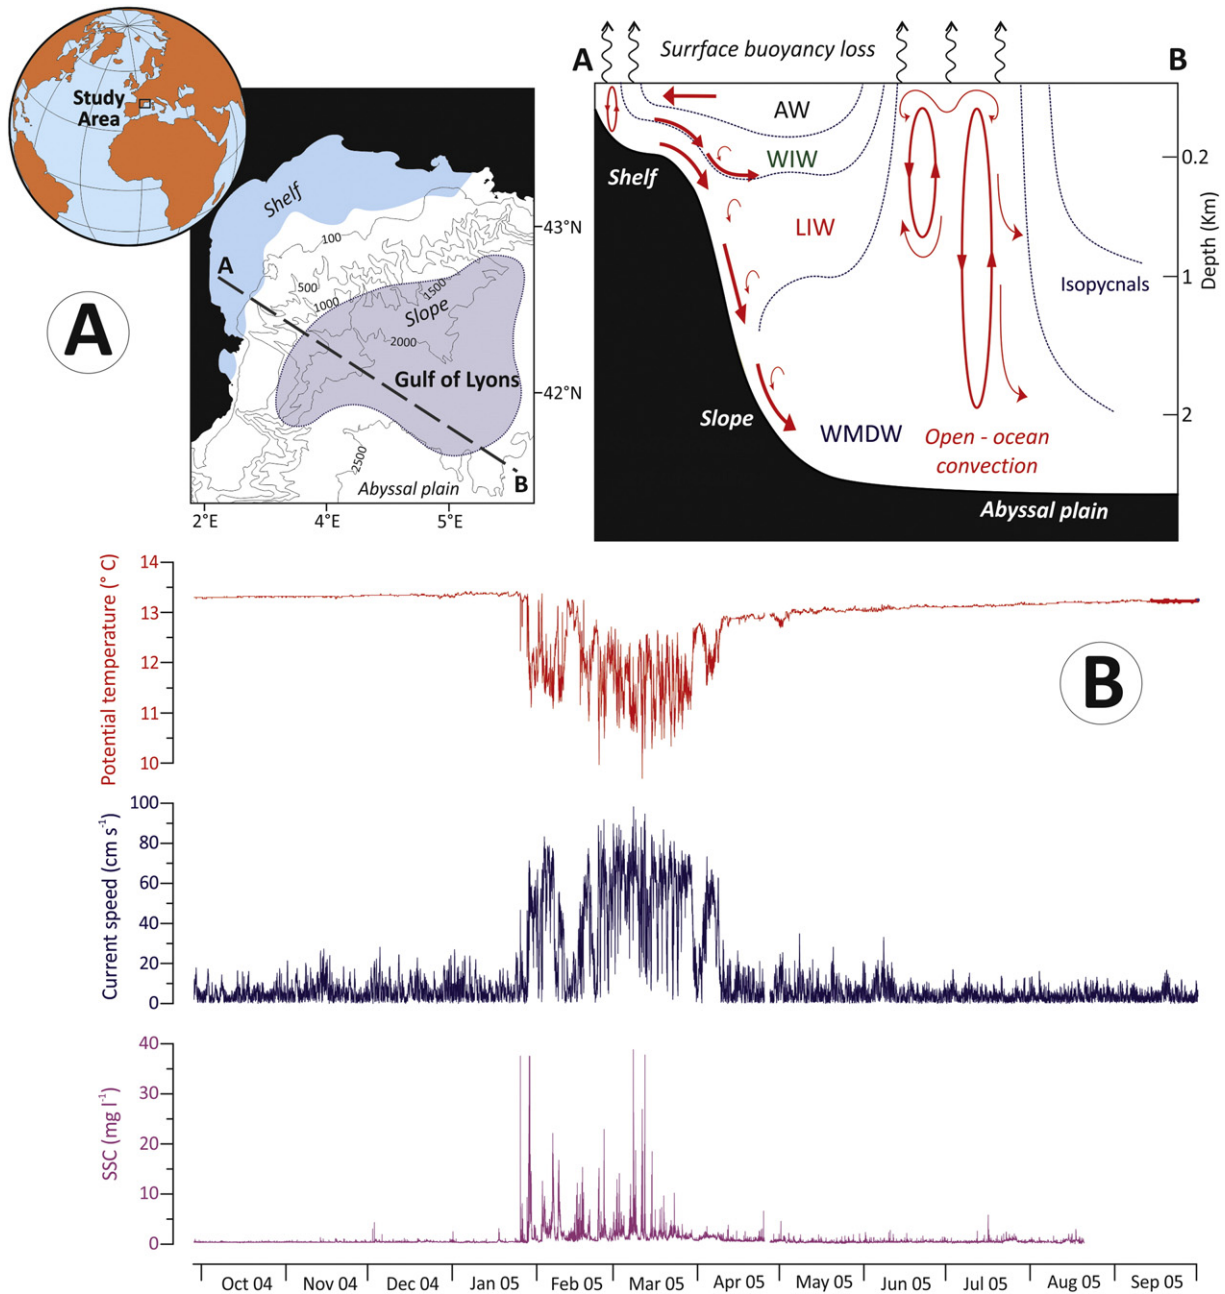 Study
Area
Shelf
100
A
500
1000
1500
Slope
2000
Gulf of Lyons
2500
Abyssal plain
B
43°N
42°N
2°E
4°E
5°E
A
Surrface buoyancy loss
A
B
AW
WIW
LIW
Shelf
Isopycnals
Slope
WMDW
Open - ocean
convection
Abyssal plain
0.2
1
2
Depth (Km)
B
Potential temperature (° C)
14
13
12
11
10
Current speed (cm s-1)
100
80
60
40
20
0
SSC (mg l-1)
40
30
20
10
0
Oct 04 Nov 04 Dec 04 Jan 05 Feb 05 Mar 05 Apr 05 May 05 Jun 05 Jul 05 Aug 05 Sep 05